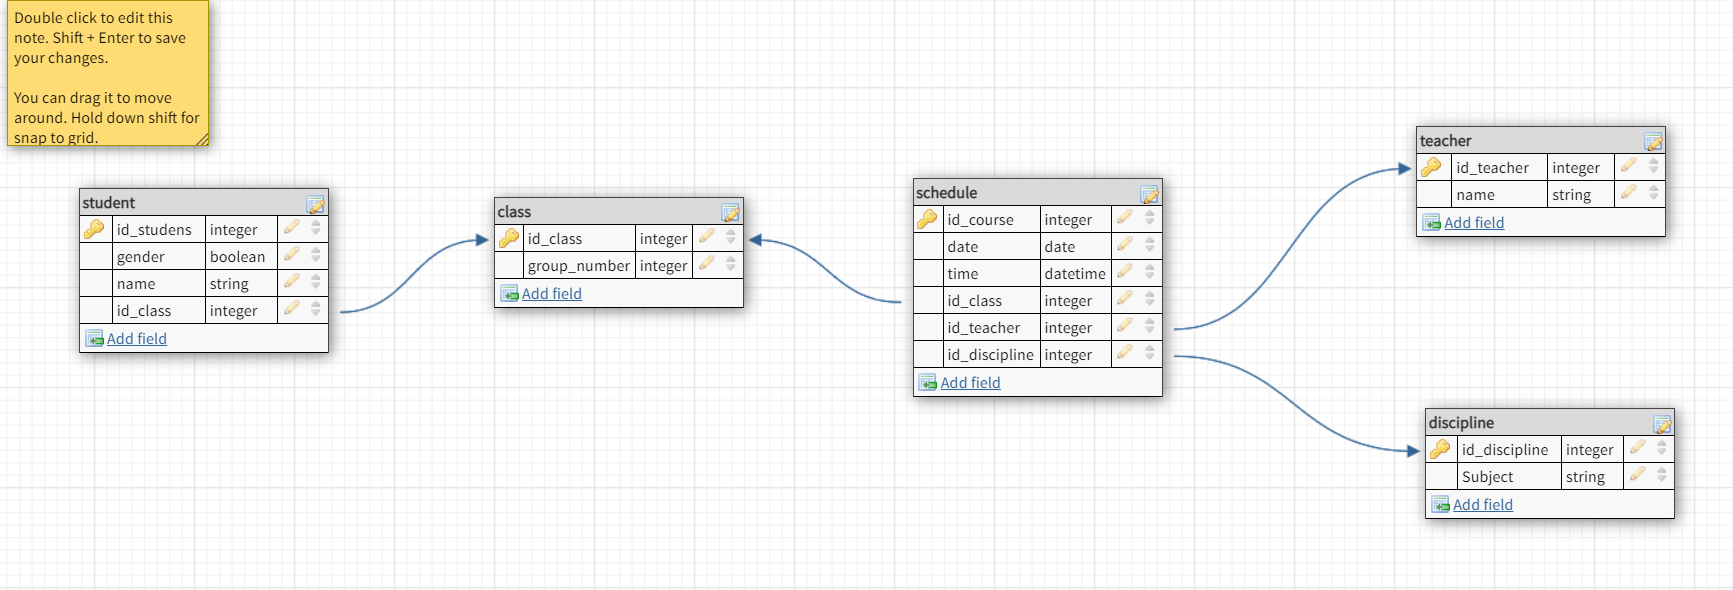 Double click to edit this
note. Shift + Enter to save
your changes.
You can drag it to move
around. Hold down shift for
snap to grid.
student
id_studens integer
gender boolean
name string
id_class integer
Add field
class
id_class integer
group_number integer
Add field
schedule
id_course integer
date date
time datetime
id_class integer
id_teacher integer
id_discipline integer
Add field
teacher
id_teacher integer
name string
Add field
discipline
id_discipline integer
Subject string
Add field